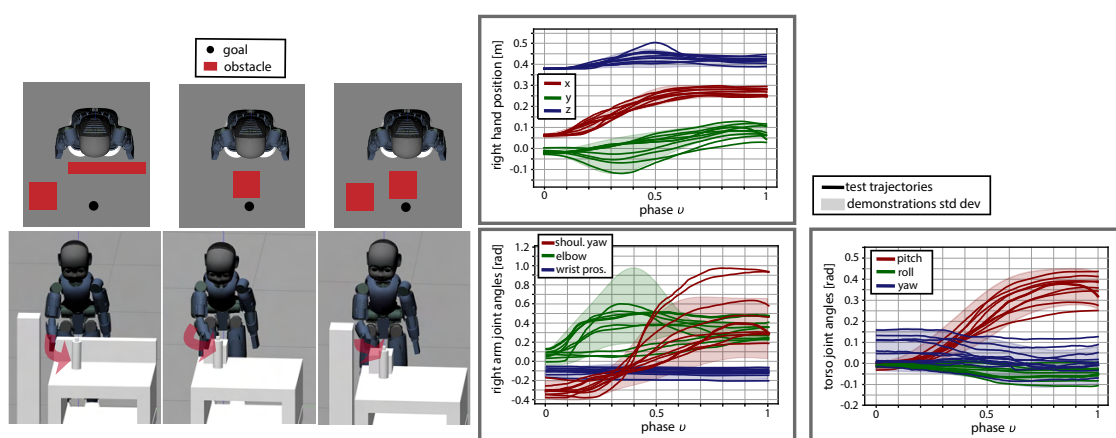 goal
obstacle
right hand position [m]
0.5
0.4
0.3
0.2
0.1
0.0
-0.1
x
y
z
0
0.5
1
phase υ
test trajectories
demonstrations std dev
right arm joint angles [rad]
1.2
1.0
0.8
0.6
0.4
0.2
0.0
-0.2
-0.4
shoul. yaw
elbow
wrist pros.
0
0.5
1
phase υ
torso joint angles [rad]
0.5
0.4
0.3
0.2
0.1
0.0
-0.1
-0.2
pitch
roll
yaw
0
0.5
1
phase υ